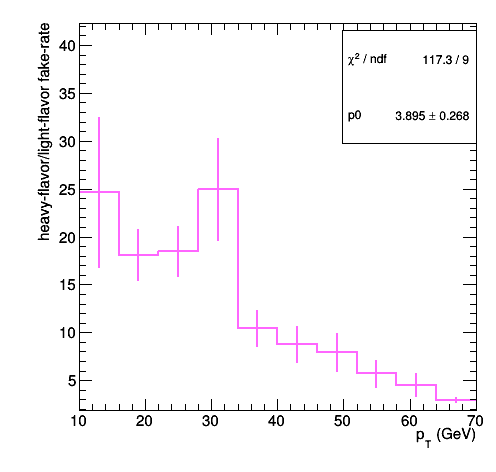 heavy-flavor/light-flavor fake-rate
χ² / ndf 117.3 / 9
p0 3.895 ± 0.268
40
35
30
25
20
15
10
5
10 20 30 40 50 60 70
p_T (GeV)